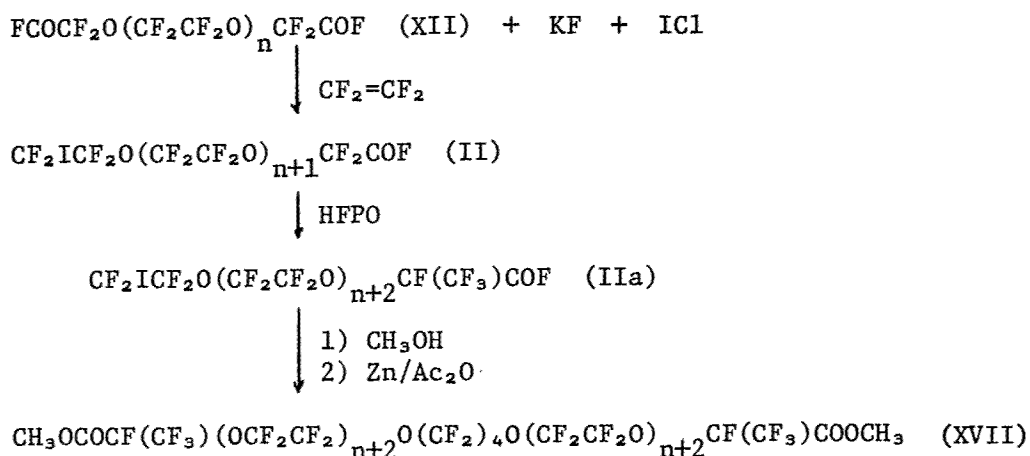 FCOCF₂O(CF₂CF₂O)ₙCF₂COF (XII) + KF + ICl
CF₂=CF₂
CF₂ICF₂O(CF₂CF₂O)ₙ₊₁CF₂COF (II)
HFPO
CF₂ICF₂O(CF₂CF₂O)ₙ₊₂CF(CF₃)COF (IIa)
1) CH₃OH
2) Zn/Ac₂O
CH₃OCOCF(CF₃)(OCF₂CF₂)ₙ₊₂O(CF₂)₄O(CF₂CF₂O)ₙ₊₂CF(CF₃)COOCH₃ (XVII)